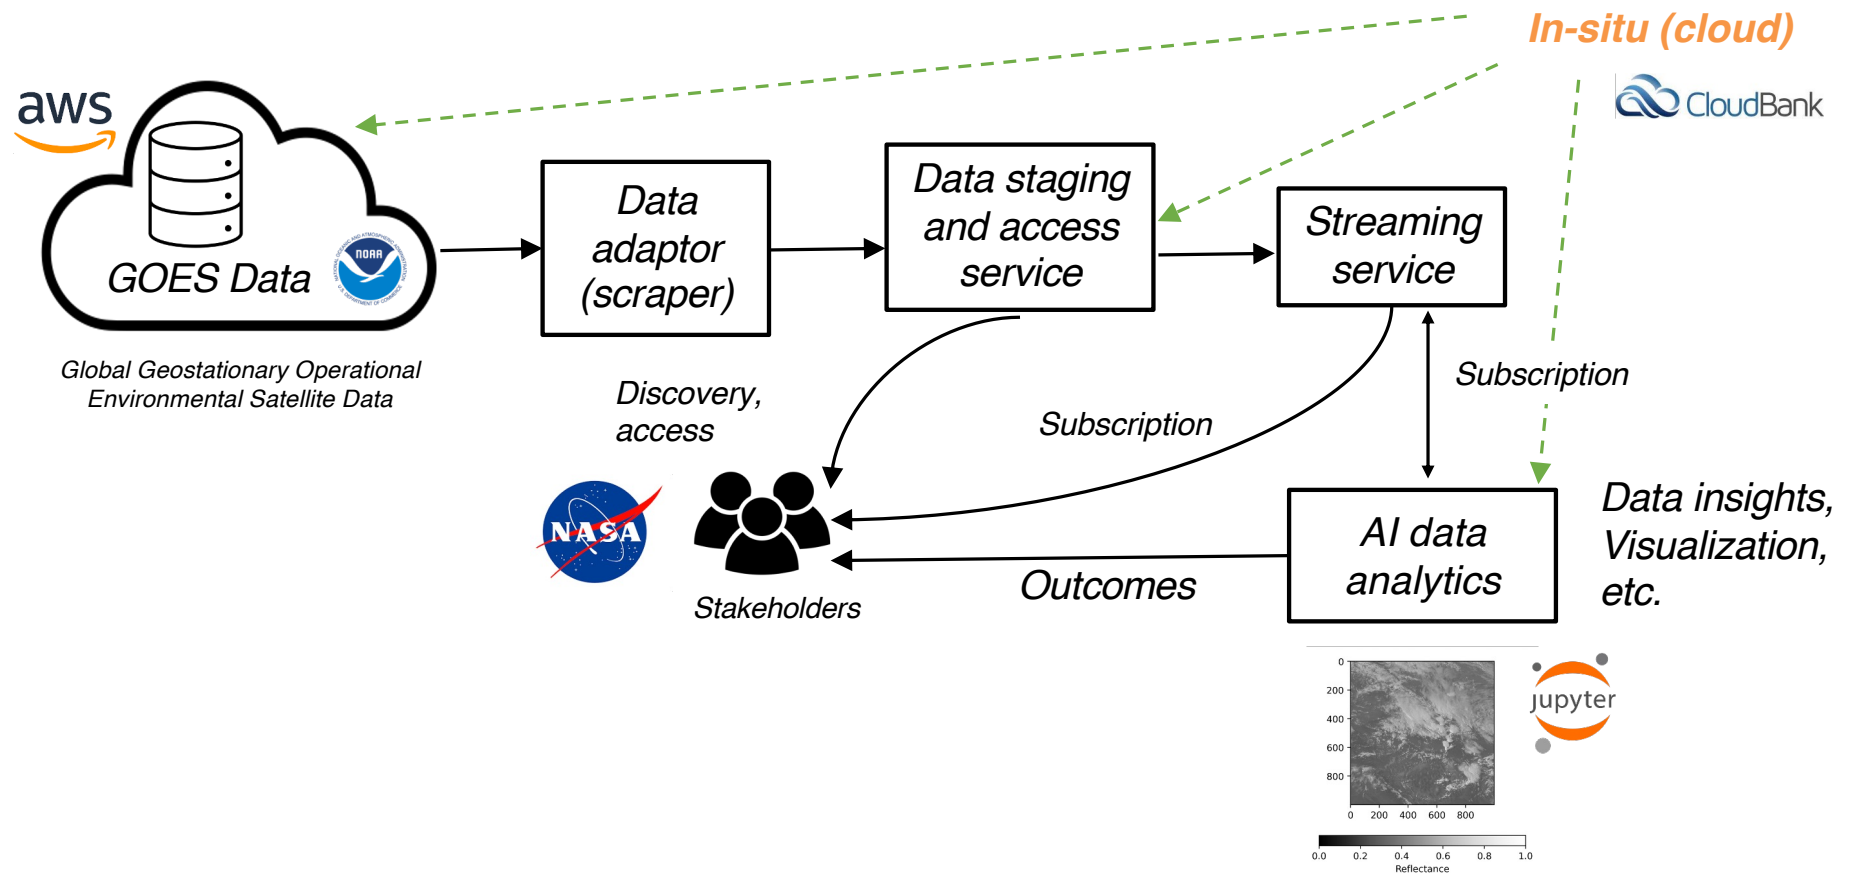 In-situ (cloud)
aws
CloudBank
Data
adaptor
(scraper)
Data staging
and access
service
Streaming
service
GOES Data
NOAA
Global Geostationary Operational
Environmental Satellite Data
Discovery,
access
Subscription
Subscription
NASA
Stakeholders
Outcomes
AI data
analytics
Data insights,
Visualization,
etc.
jupyter
0
200
400
600
800
0 200 400 600 800
0.0 0.2 0.4 0.6 0.8 1.0
Reflectance